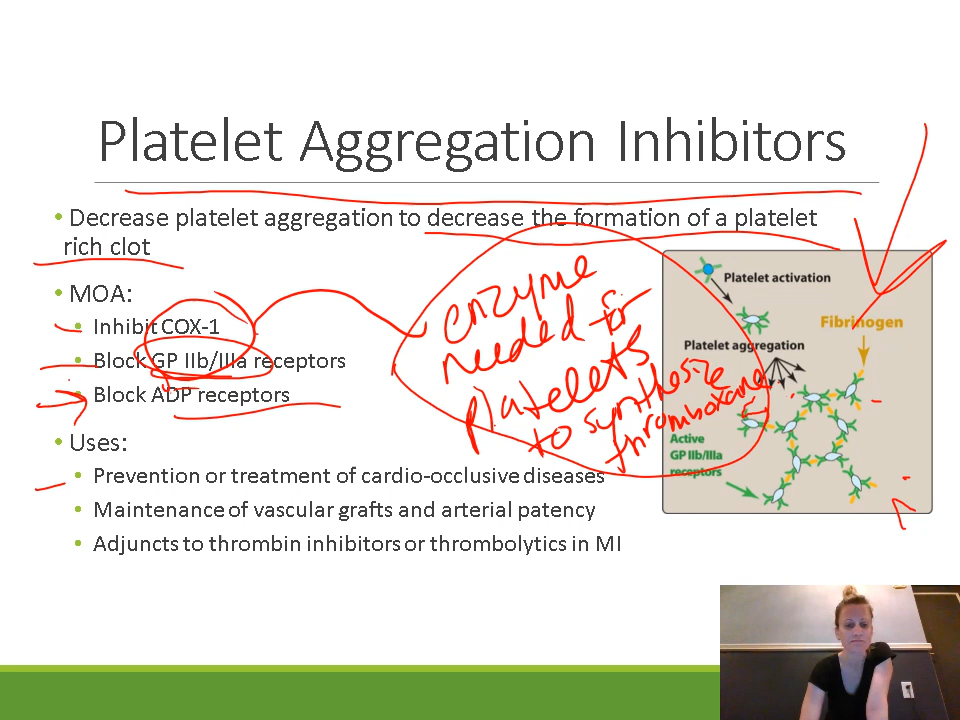 Platelet Aggregation Inhibitors
• Decrease platelet aggregation to decrease the formation of a platelet
rich clot
• MOA:
• Inhibit COX-1
• Block GP IIb/IIIa receptors
• Block ADP receptors
• Uses:
• Prevention or treatment of cardio-occlusive diseases
• Maintenance of vascular grafts and arterial patency
• Adjuncts to thrombin inhibitors or thrombolytics in MI
enzyme
needed for
platelets
to synthesize
thromboxane
Platelet activation
Fibrinogen
Platelet aggregation
Active
GP IIb/IIIa
receptors